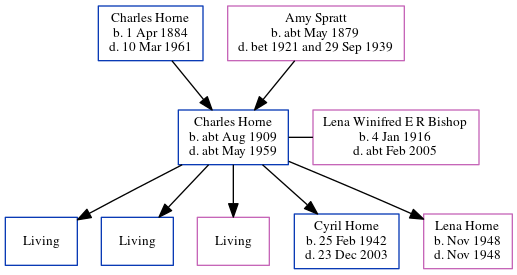 Charles Horne
b. 1 Apr 1884
d. 10 Mar 1961
Amy Spratt
b. abt May 1879
d. bet 1921 and 29 Sep 1939
Charles Horne
b. abt Aug 1909
d. abt May 1959
Lena Winifred E R Bishop
b. 4 Jan 1916
d. abt Feb 2005
Living
Living
Living
Cyril Horne
b. 25 Feb 1942
d. 23 Dec 2003
Lena Horne
b. Nov 1948
d. Nov 1948